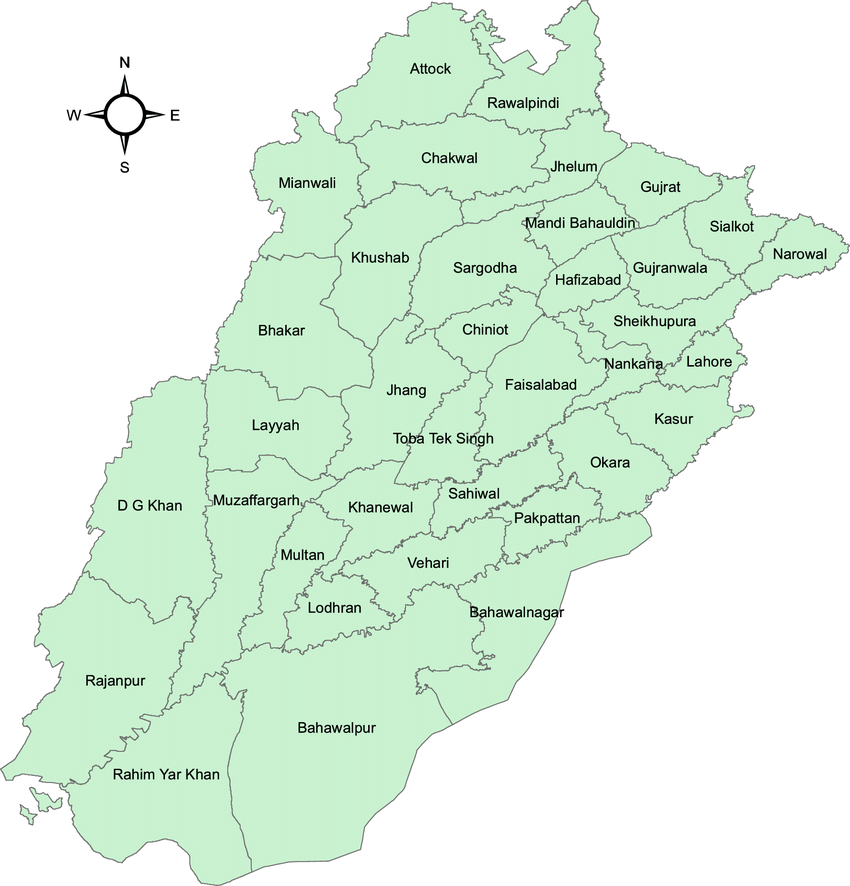 N
W
E
S
Attock
Rawalpindi
Chakwal
Jhelum
Mianwali
Gujrat
Mandi Bahauldin
Sialkot
Narowal
Khushab
Sargodha
Hafizabad
Gujranwala
Bhakar
Chiniot
Sheikhupura
Nankana
Lahore
Jhang
Faisalabad
Layyah
Toba Tek Singh
Kasur
Okara
D G Khan
Muzaffargarh
Khanewal
Sahiwal
Pakpattan
Multan
Vehari
Lodhran
Bahawalnagar
Rajanpur
Bahawalpur
Rahim Yar Khan